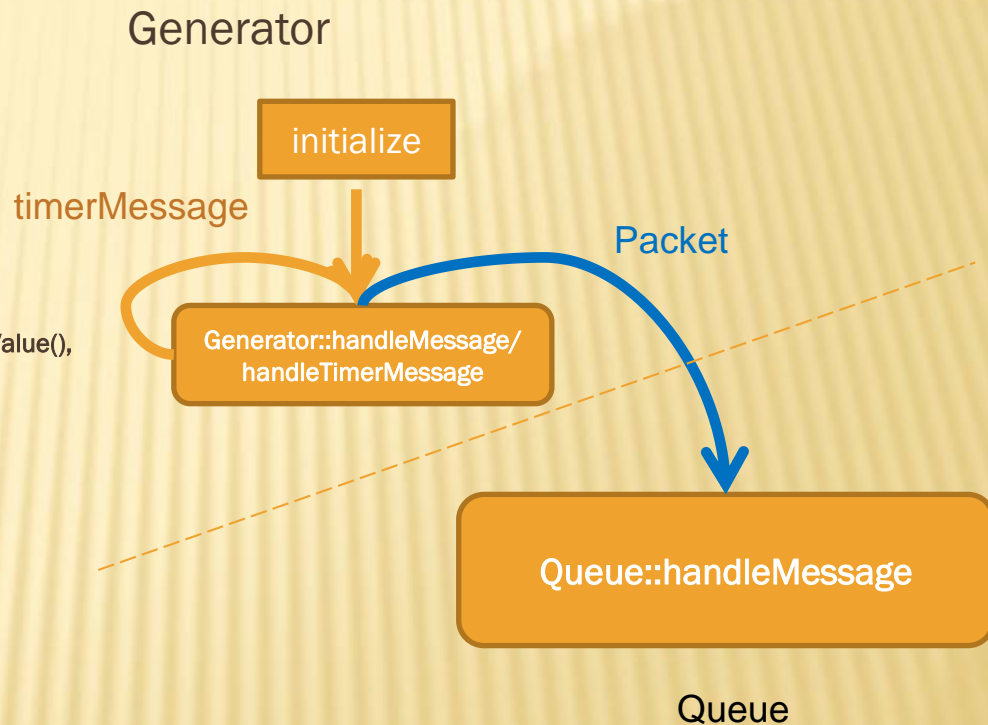 Generator
initialize
timerMessage
Packet
Generator::handleMessage/
handleTimerMessage
Queue::handleMessage
Queue